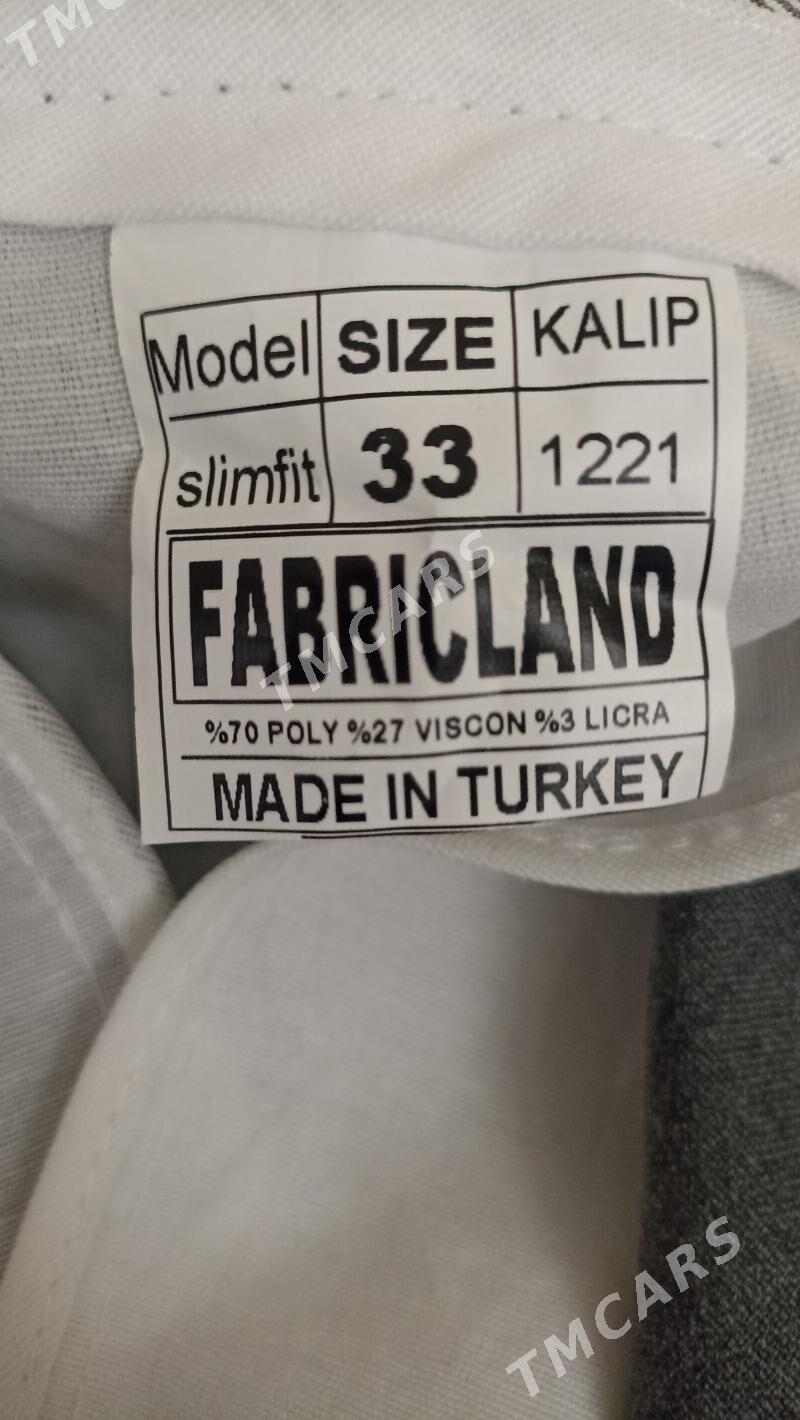 TMCARS
Model SIZE KALIP
slimfit 33 1221
FABRICLAND
TMCARS
%70 POLY %27 VISCON %3 LICRA
MADE IN TURKEY
TMCARS